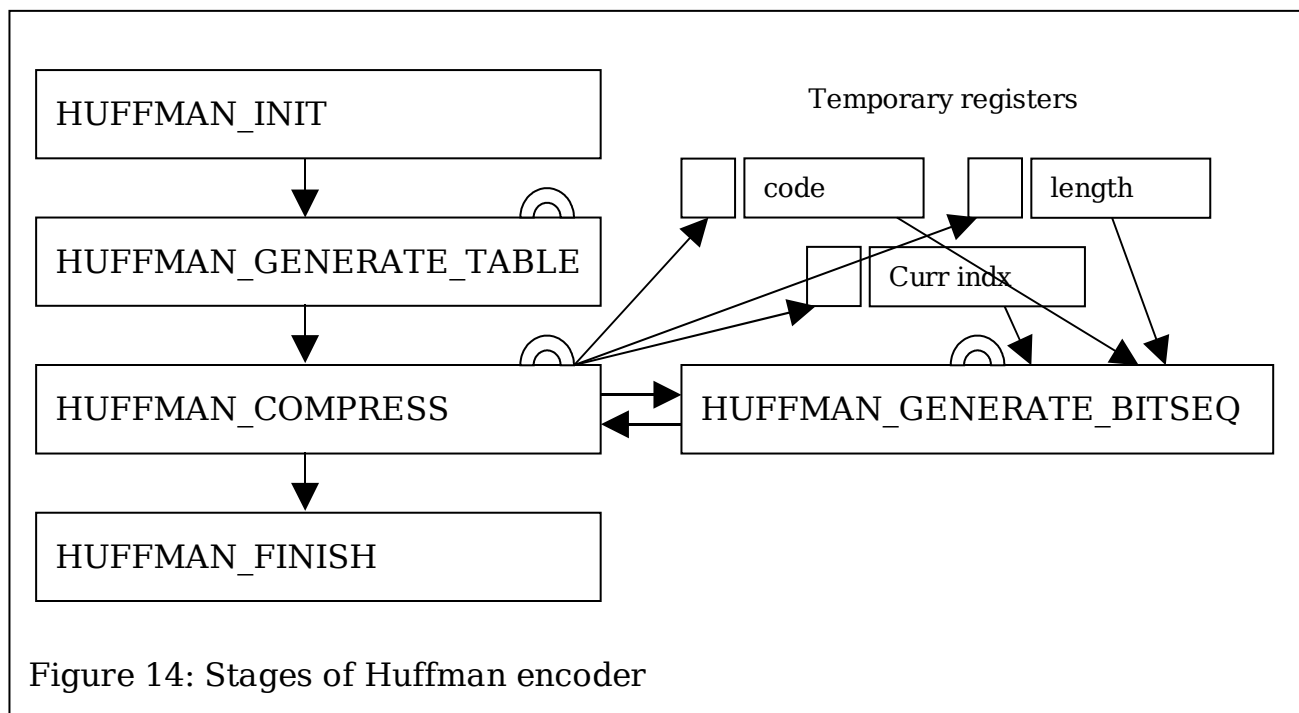 HUFFMAN_INIT
Temporary registers
code
length
HUFFMAN_GENERATE_TABLE
Curr indx
HUFFMAN_COMPRESS
HUFFMAN_GENERATE_BITSEQ
HUFFMAN_FINISH
Figure 14: Stages of Huffman encoder